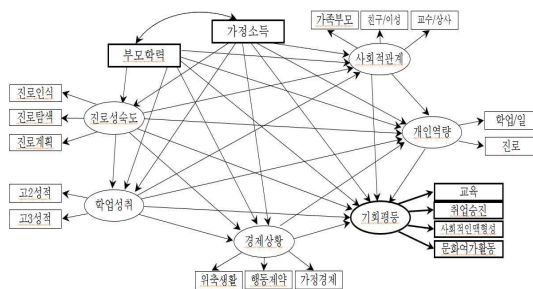 가족부모 친구/이성 교수/상사
가정소득
부모학력
사회적관계
진로인식
진로탐색
진로계획
진로성숙도
개인역량
학업/일
진로
고2성적
고3성적
학업성취
경제상황
기회평등
교육
취업승진
사회적인맥형성
문화여가활동
위축생활 행동제약 가정경제